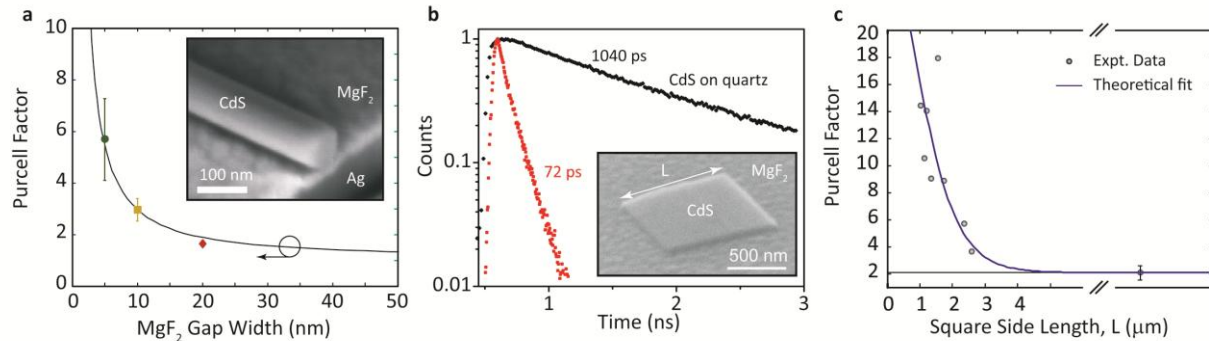 a
10
8
6
4
2
0
Purcell Factor
CdS
MgF₂
100 nm
Ag
0 10 20 30 40 50
MgF₂ Gap Width (nm)
b
1
0.1
0.01
Counts
1040 ps
CdS on quartz
72 ps
L
MgF₂
CdS
500 nm
1 2 3
Time (ns)
c
20
18
16
14
12
10
8
6
4
2
Purcell Factor
Expt. Data
Theoretical fit
0 1 2 3 4
Square Side Length, L (μm)